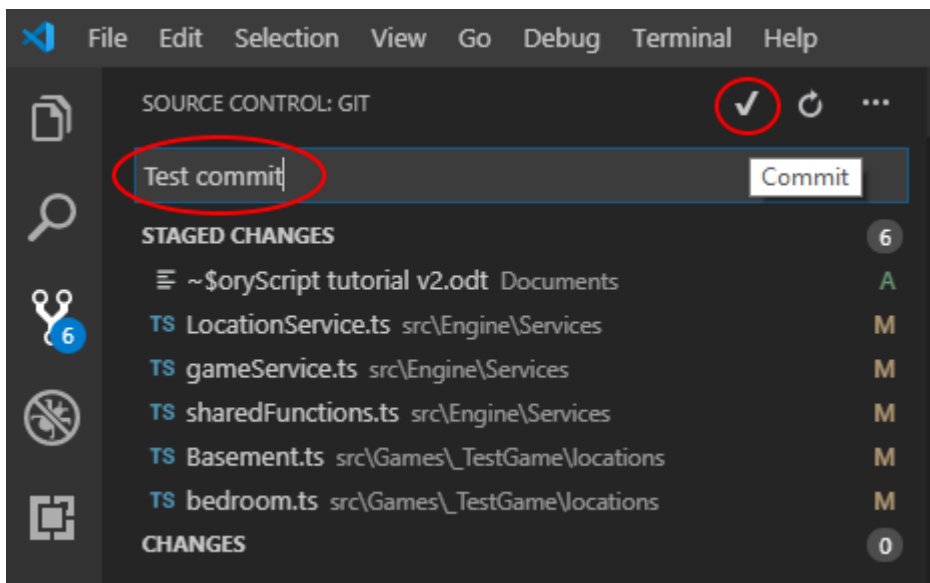 File Edit Selection View Go Debug Terminal Help
SOURCE CONTROL: GIT
Test commit
Commit
STAGED CHANGES 6
~$oryScript tutorial v2.odt Documents A
TS LocationService.ts src\Engine\Services M
6
TS gameService.ts src\Engine\Services M
TS sharedFunctions.ts src\Engine\Services M
TS Basement.ts src\Games\_TestGame\locations M
TS bedroom.ts src\Games\_TestGame\locations M
CHANGES 0